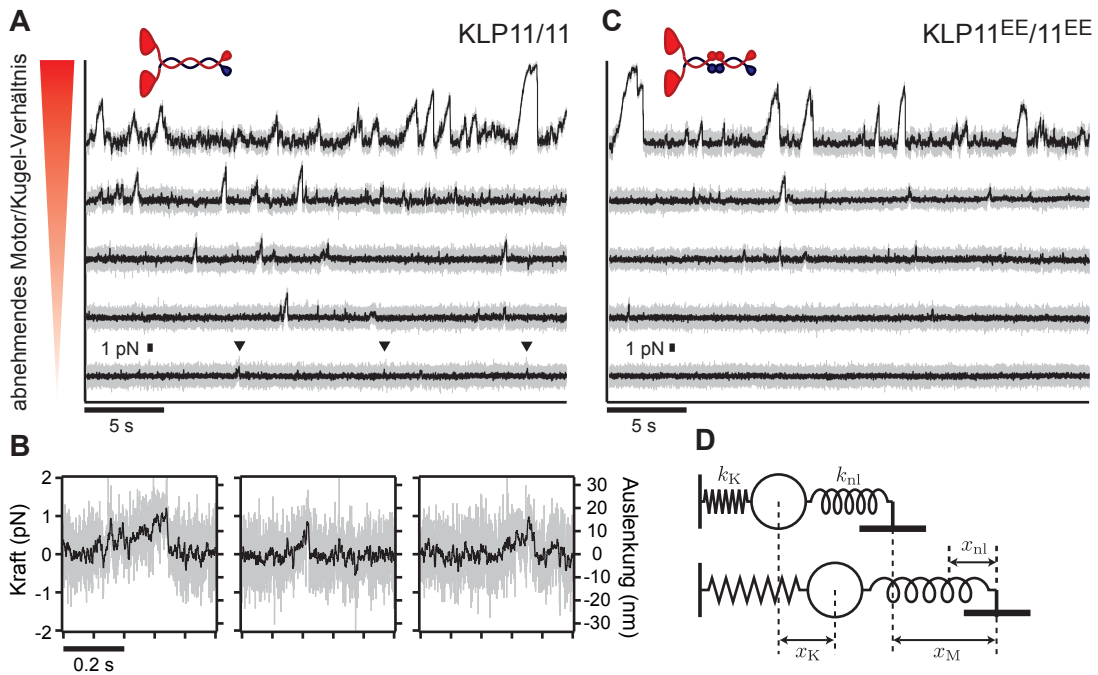 A
KLP11/11
C
KLP11EE/11EE
abnehmendes Motor/Kugel-Verhältnis
1 pN
5 s
1 pN
5 s
B
Kraft (pN)
2
1
0
-1
-2
0.2 s
30
20
10
0
-10
-20
-30
Auslenkung (nm)
D
kK
knl
xnl
xK
xM